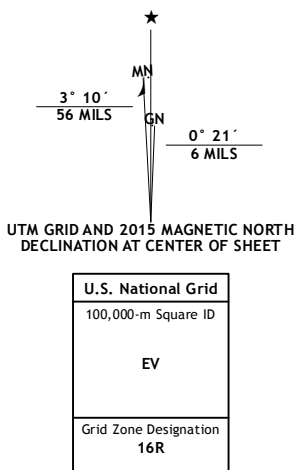 ★
MN
3° 10´
56 MILS
GN
0° 21´
6 MILS
UTM GRID AND 2015 MAGNETIC NORTH
DECLINATION AT CENTER OF SHEET
U.S. National Grid
100,000-m Square ID
EV
Grid Zone Designation
16R